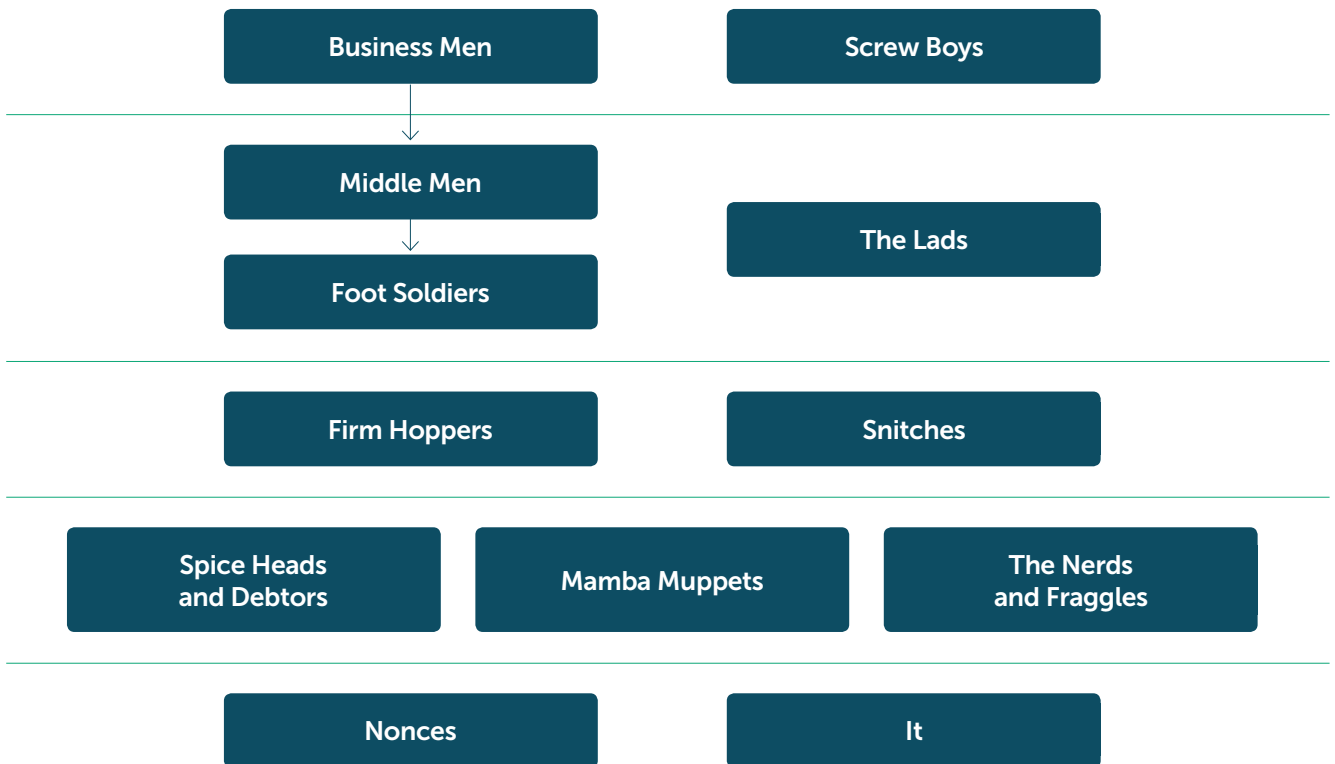 Business Men
Screw Boys
Middle Men
The Lads
Foot Soldiers
Firm Hoppers
Snitches
Spice Heads
and Debtors
Mamba Muppets
The Nerds
and Fraggles
Nonces
It